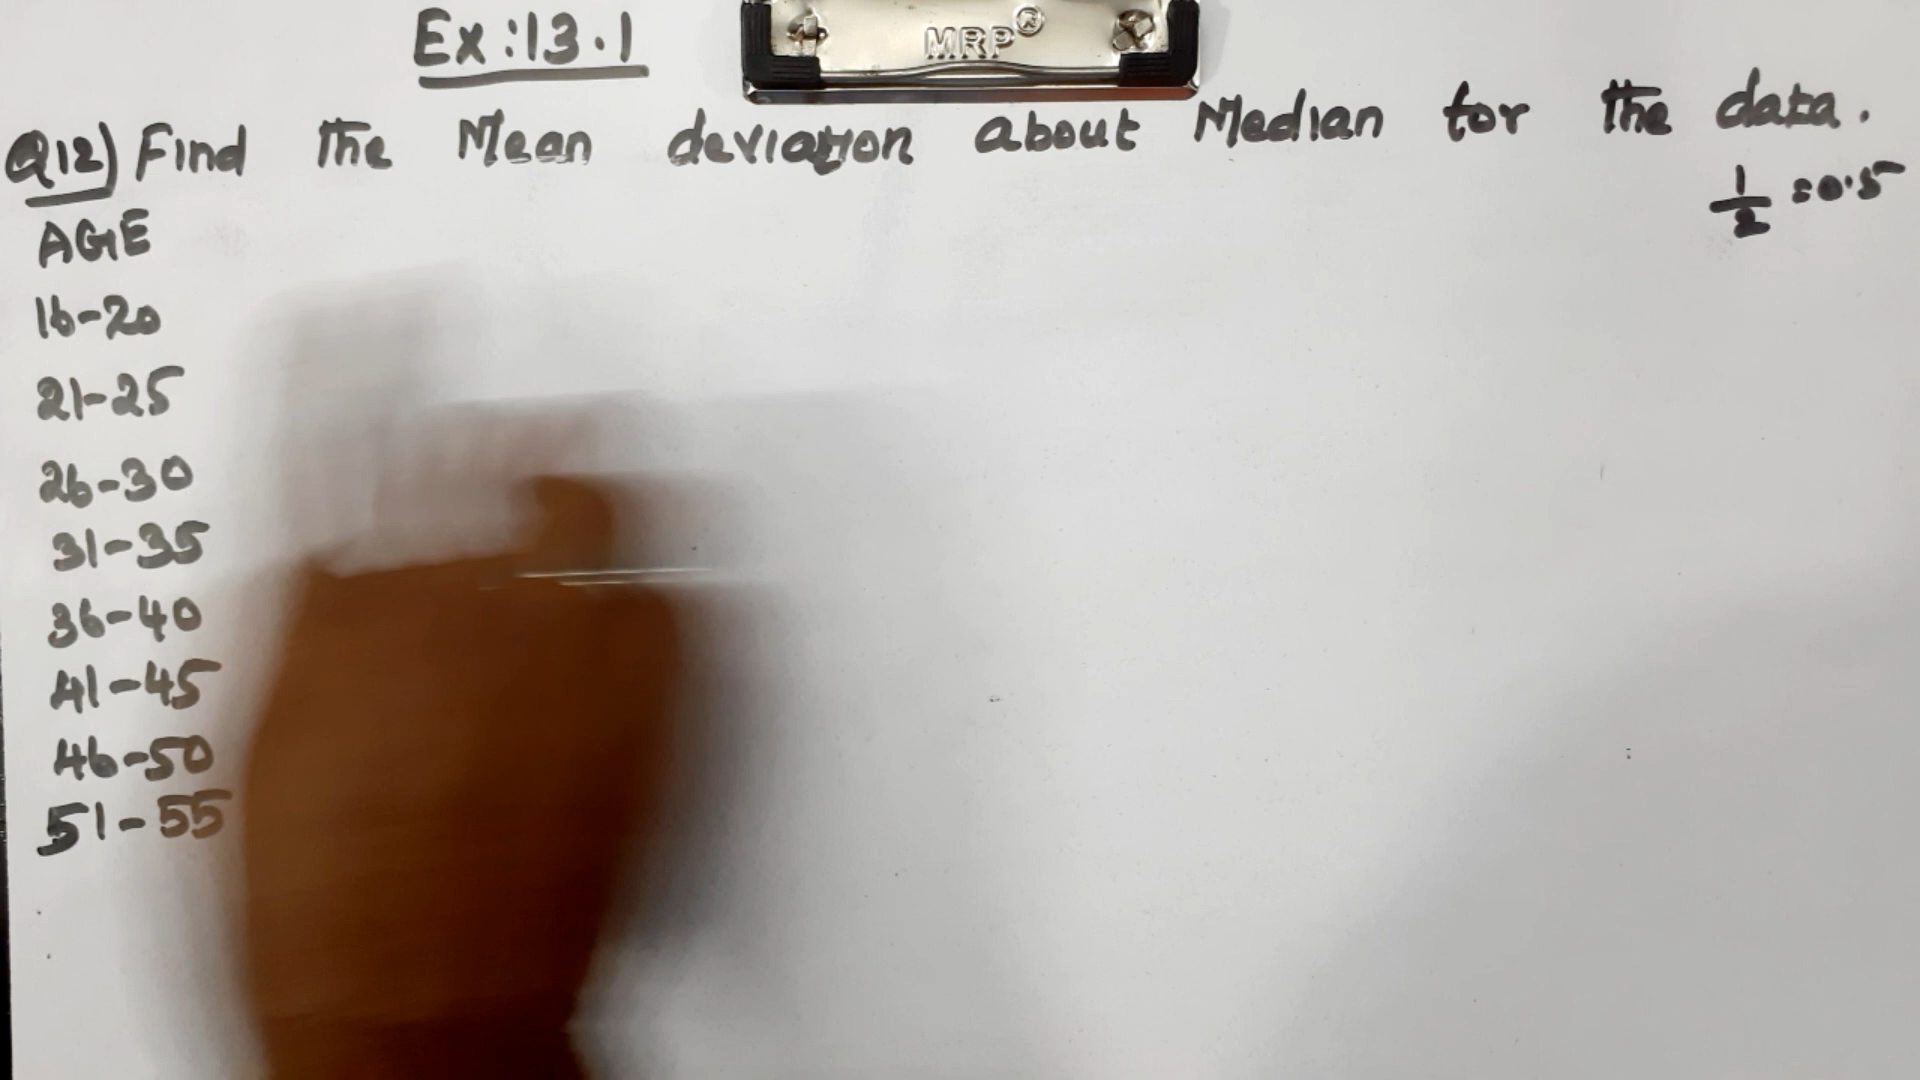 Ex:13.1
MRP®
Q12) Find the Mean deviation about Median for the data.
1/2 = 0.5
AGE
16-20
21-25
26-30
31-35
36-40
41-45
46-50
51-55